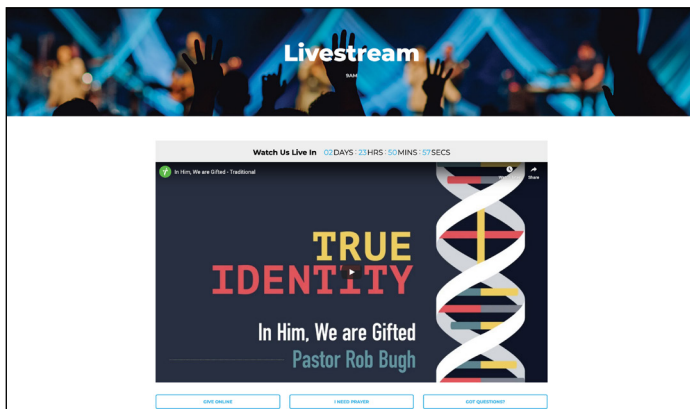 Livestream
9AM
Watch Us Live In 02 DAYS : 23 HRS : 50 MINS : 57 SECS
In Him, We are Gifted - Traditional
Share
TRUE
IDENTITY
In Him, We are Gifted
Pastor Rob Bugh
GIVE ONLINE
I NEED PRAYER
GOT QUESTIONS?